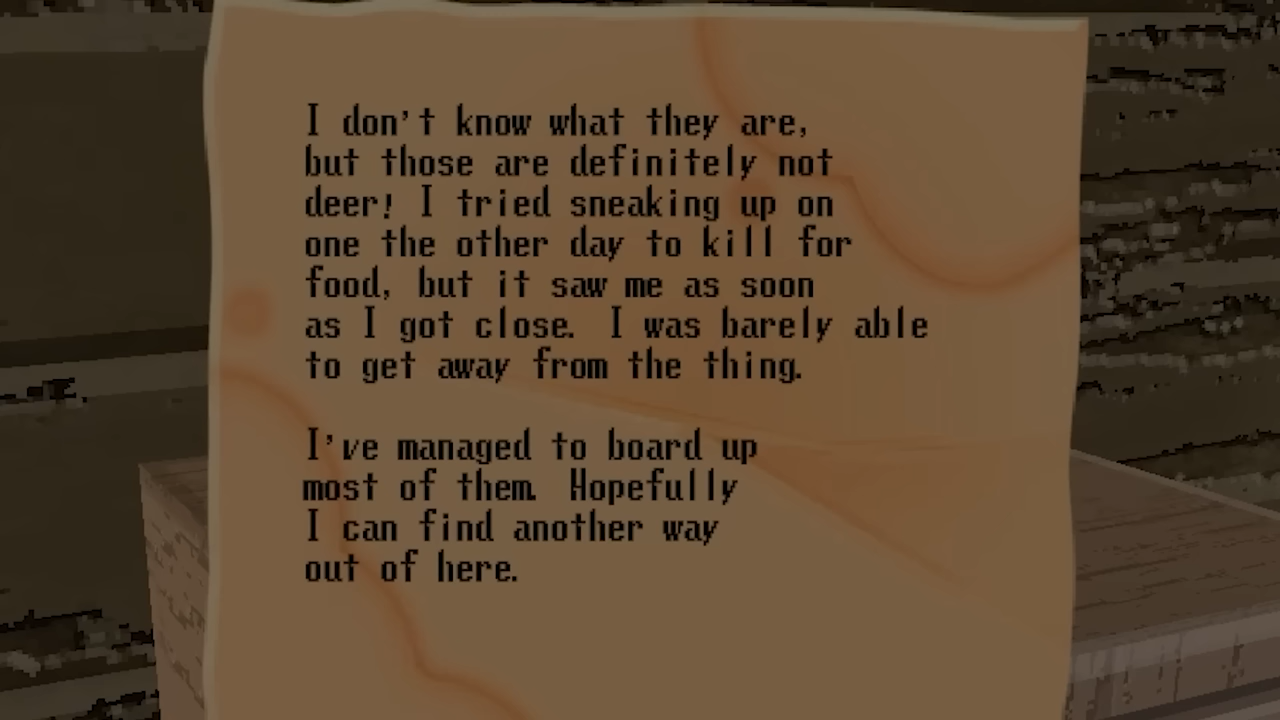 I don't know what they are,
but those are definitely not
deer! I tried sneaking up on
one the other day to kill for
food, but it saw me as soon
as I got close. I was barely able
to get away from the thing.
I've managed to board up
most of them. Hopefully
I can find another way
out of here.